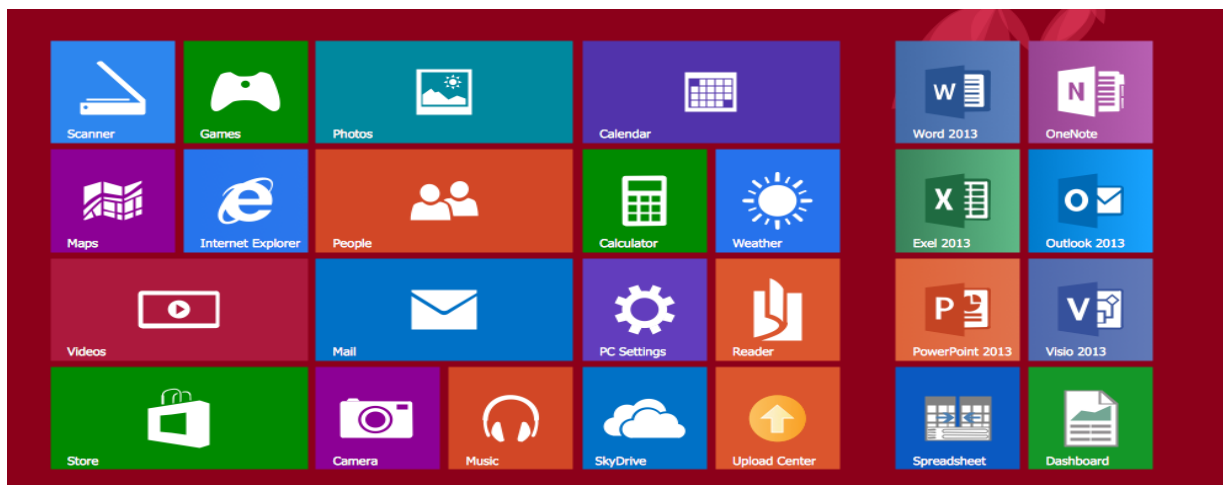 Scanner
Games
Photos
Calendar
W
Word 2013
N
OneNote
Maps
Internet Explorer
People
Calculator
Weather
X
Exel 2013
O
Outlook 2013
Videos
Mail
PC Settings
Reader
P
PowerPoint 2013
V
Visio 2013
Store
Camera
Music
SkyDrive
Upload Center
Spreadsheet
Dashboard